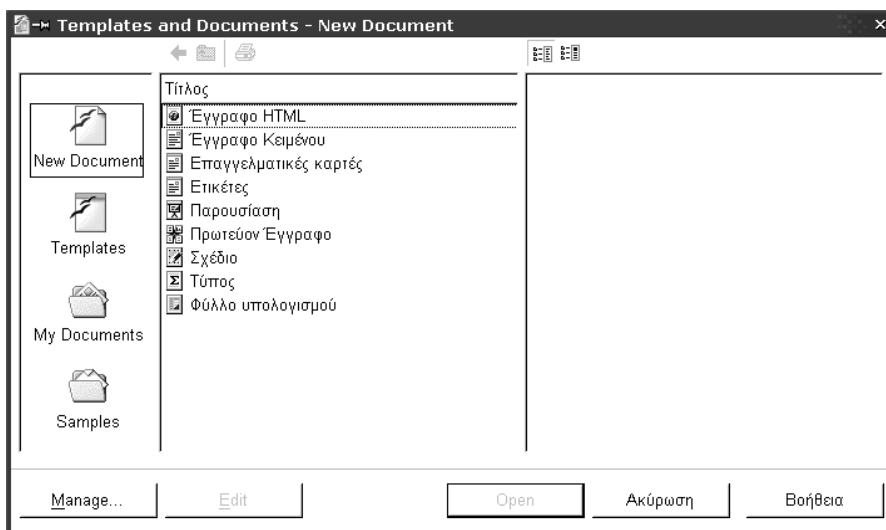 Templates and Documents - New Document
New Document
Templates
My Documents
Samples
Τίτλος
Έγγραφο HTML
Έγγραφο Κειμένου
Επαγγελματικές καρτές
Ετικέτες
Παρουσίαση
Πρωτεύον Έγγραφο
Σχέδιο
Τύπος
Φύλλο υπολογισμού
Manage... Edit Open Ακύρωση Βοήθεια